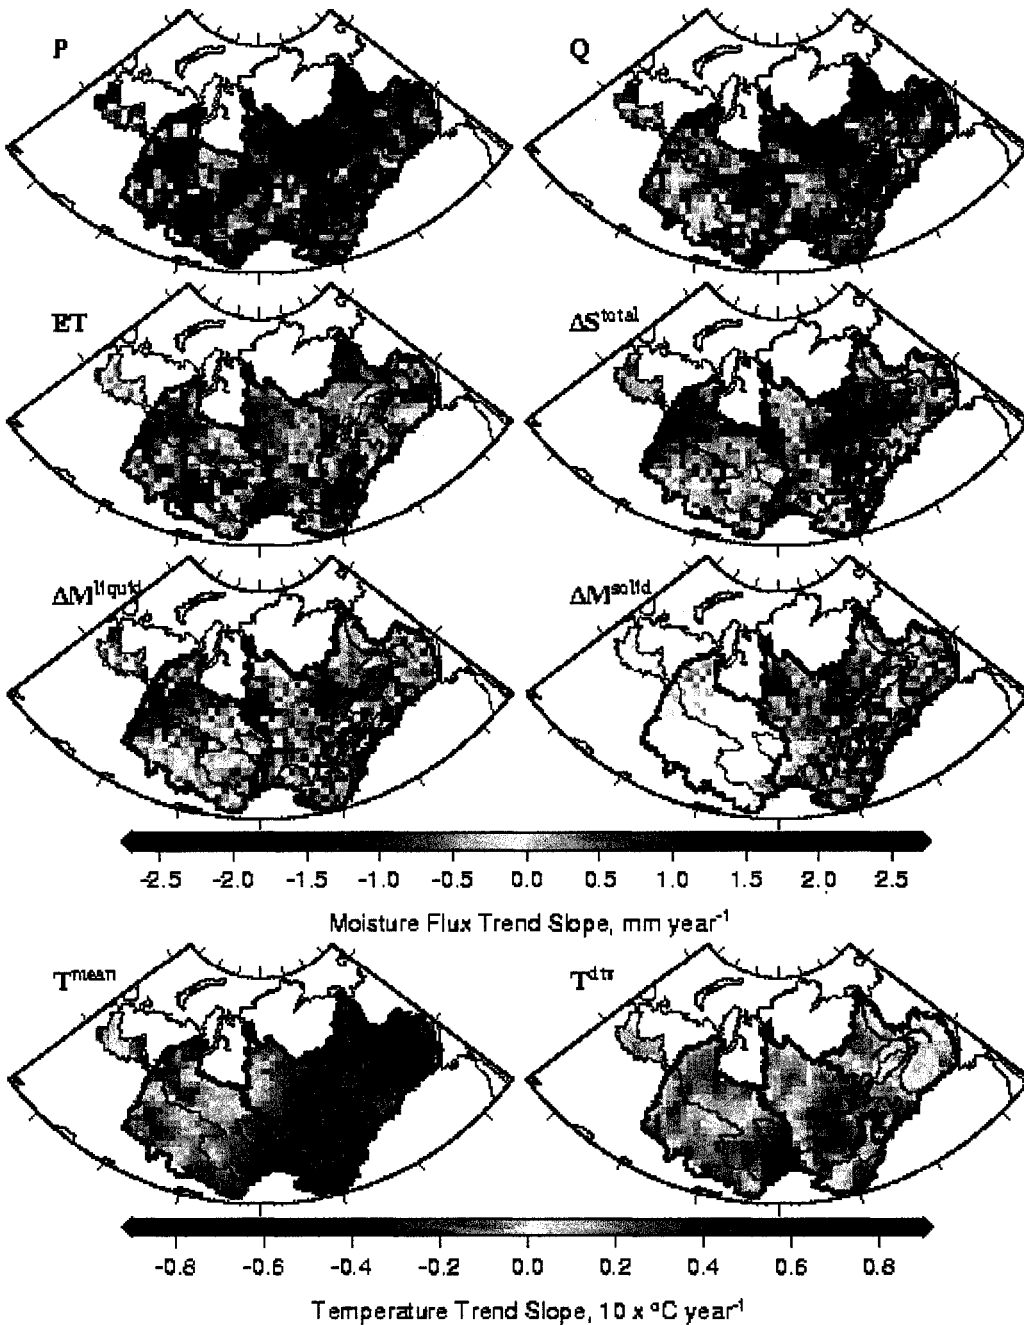 P
Q
ET
ΔS^total
ΔM^liquid
ΔM^solid
-2.5 -2.0 -1.5 -1.0 -0.5 0.0 0.5 1.0 1.5 2.0 2.5
Moisture Flux Trend Slope, mm year^-1
T^mean
T^dtr
-0.8 -0.6 -0.4 -0.2 0.0 0.2 0.4 0.6 0.8
Temperature Trend Slope, 10 x °C year^-1